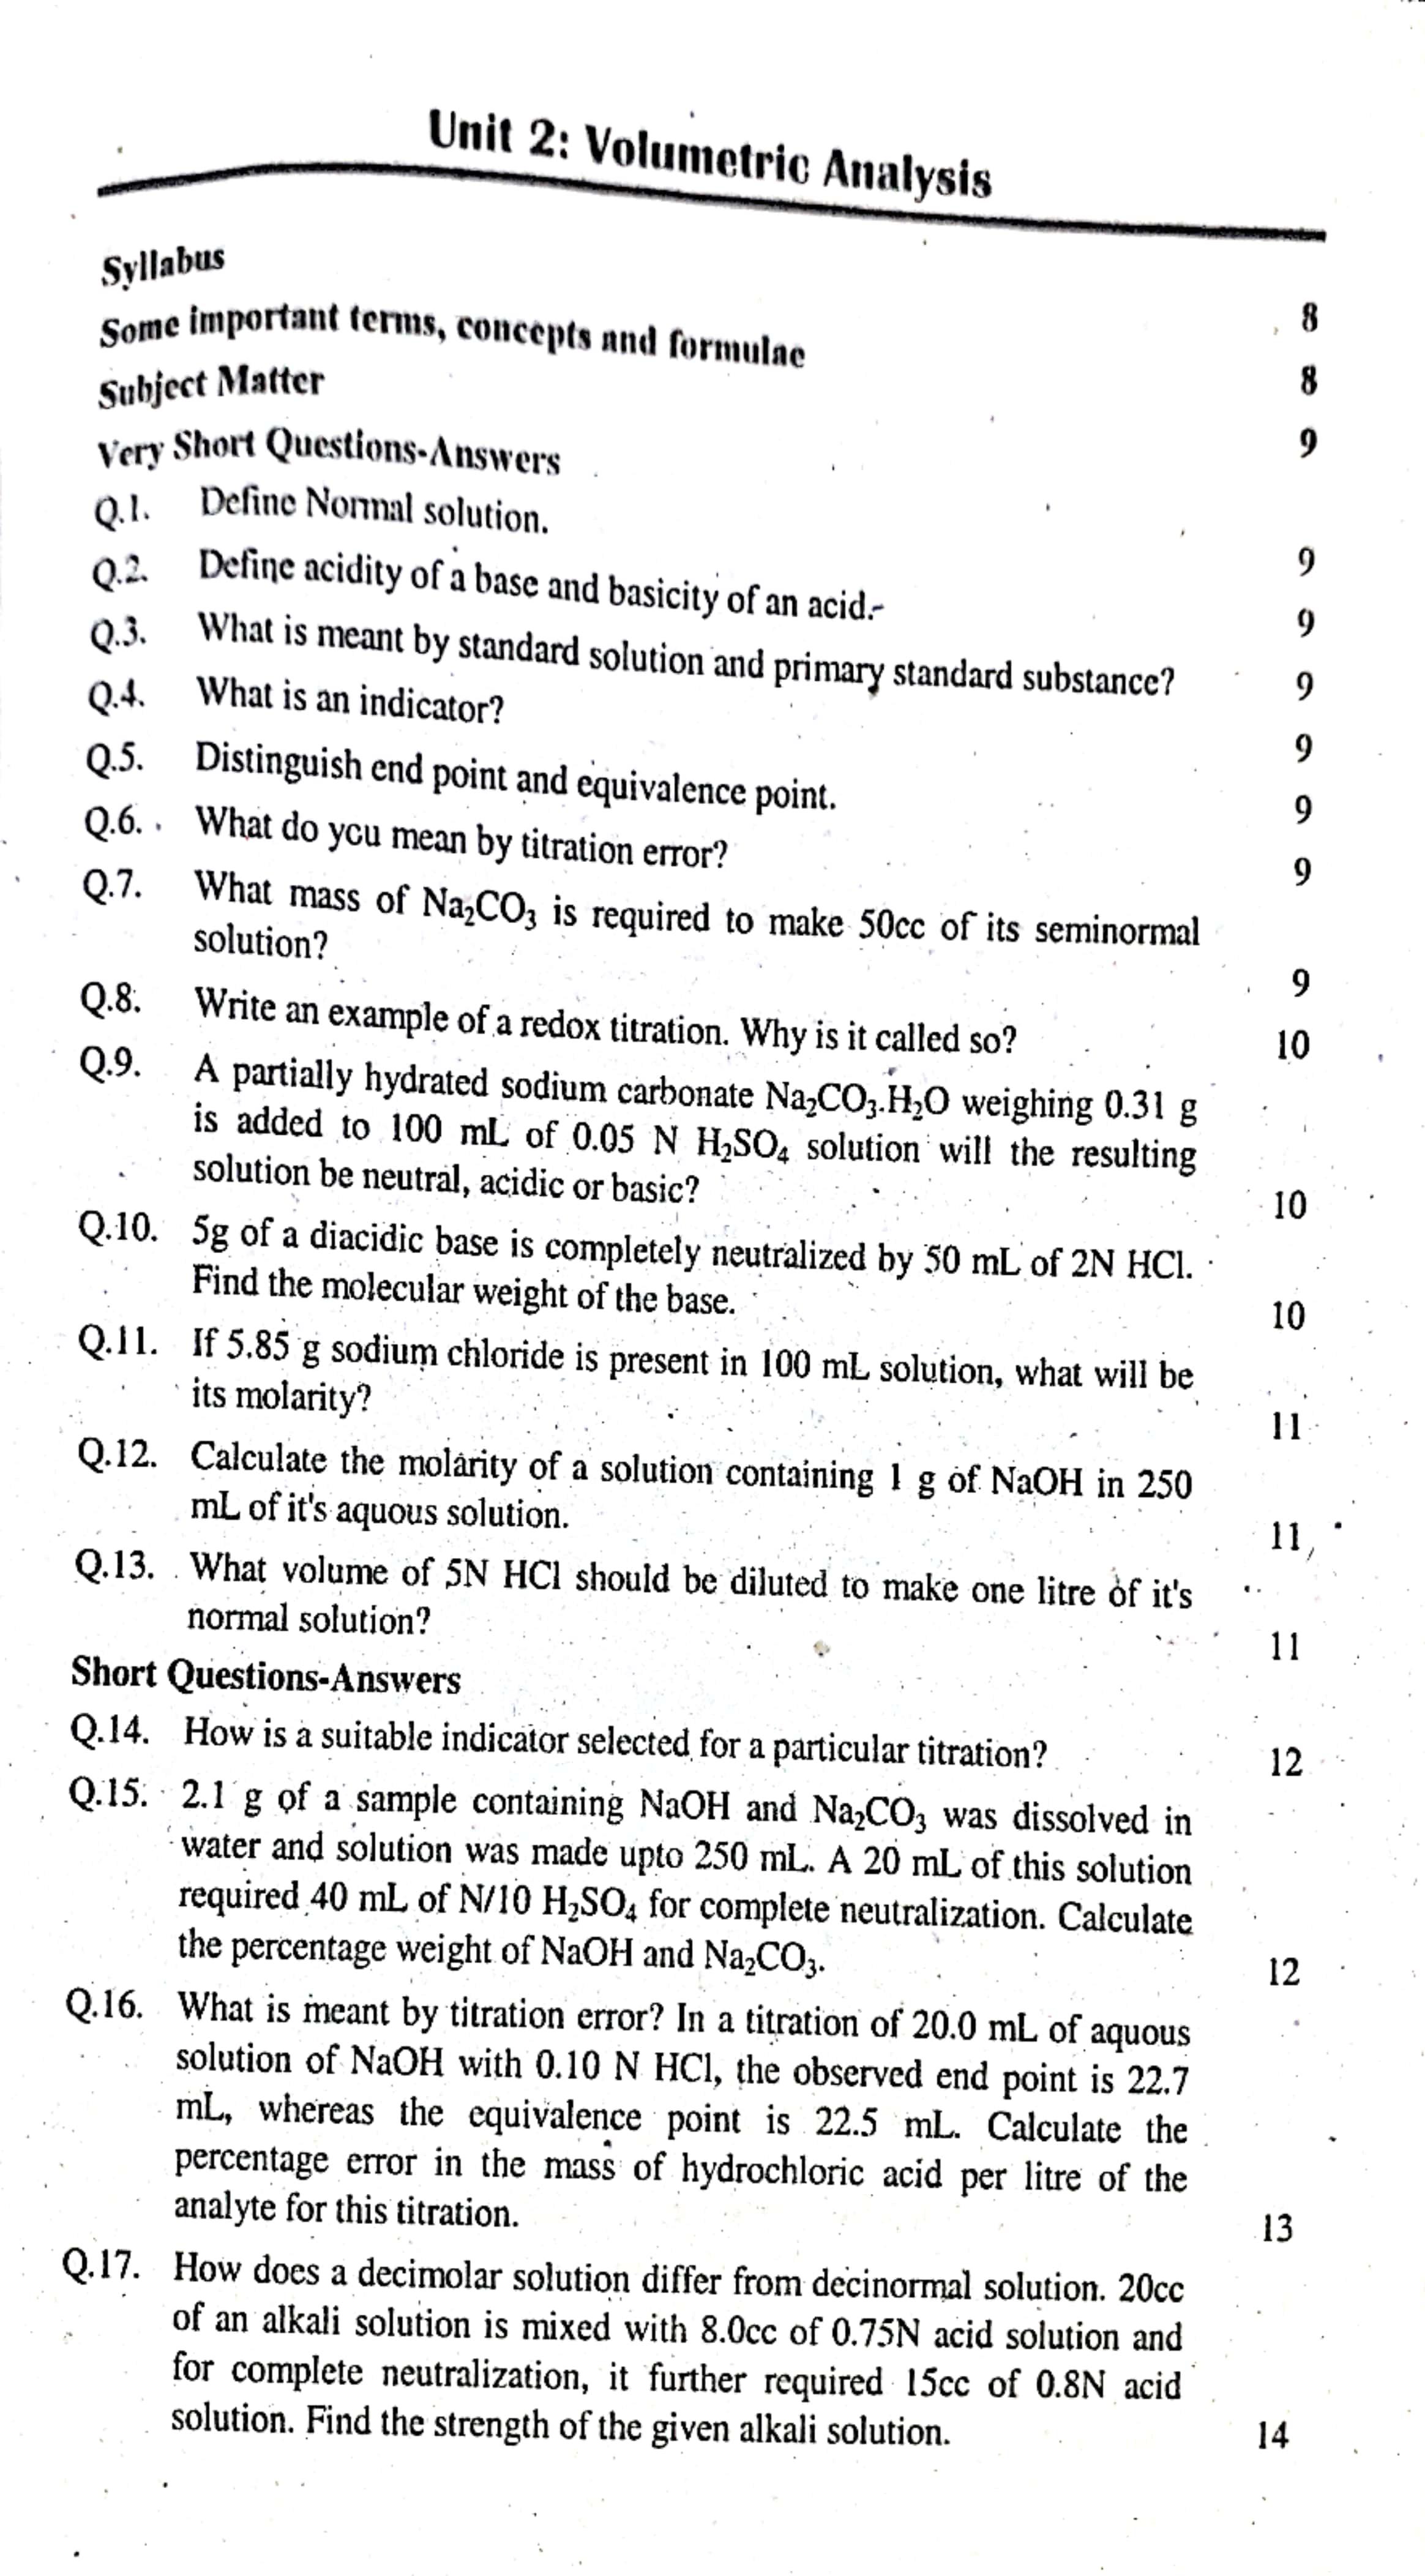 Unit 2: Volumetric Analysis
Syllabus 8
Some important terms, concepts and formulae 8
Subject Matter 9
Very Short Questions-Answers
Q.1. Define Normal solution. 9
Q.2. Define acidity of a base and basicity of an acid. 9
Q.3. What is meant by standard solution and primary standard substance? 9
Q.4. What is an indicator? 9
Q.5. Distinguish end point and equivalence point. 9
Q.6. What do you mean by titration error? 9
Q.7. What mass of Na₂CO₃ is required to make 50cc of its seminormal
solution? 9
Q.8. Write an example of a redox titration. Why is it called so? 10
Q.9. A partially hydrated sodium carbonate Na₂CO₃.H₂O weighing 0.31 g
is added to 100 mL of 0.05 N H₂SO₄ solution will the resulting
solution be neutral, acidic or basic? 10
Q.10. 5g of a diacidic base is completely neutralized by 50 mL of 2N HCl.
Find the molecular weight of the base. 10
Q.11. If 5.85 g sodium chloride is present in 100 mL solution, what will be
its molarity? 11
Q.12. Calculate the molarity of a solution containing 1 g of NaOH in 250
mL of it's aquous solution. 11
Q.13. What volume of 5N HCl should be diluted to make one litre of it's
normal solution? 11
Short Questions-Answers
Q.14. How is a suitable indicator selected for a particular titration? 12
Q.15. 2.1 g of a sample containing NaOH and Na₂CO₃ was dissolved in
water and solution was made upto 250 mL. A 20 mL of this solution
required 40 mL of N/10 H₂SO₄ for complete neutralization. Calculate
the percentage weight of NaOH and Na₂CO₃. 12
Q.16. What is meant by titration error? In a titration of 20.0 mL of aquous
solution of NaOH with 0.10 N HCl, the observed end point is 22.7
mL, whereas the equivalence point is 22.5 mL. Calculate the
percentage error in the mass of hydrochloric acid per litre of the
analyte for this titration. 13
Q.17. How does a decimolar solution differ from decinormal solution. 20cc
of an alkali solution is mixed with 8.0cc of 0.75N acid solution and
for complete neutralization, it further required 15cc of 0.8N acid
solution. Find the strength of the given alkali solution. 14